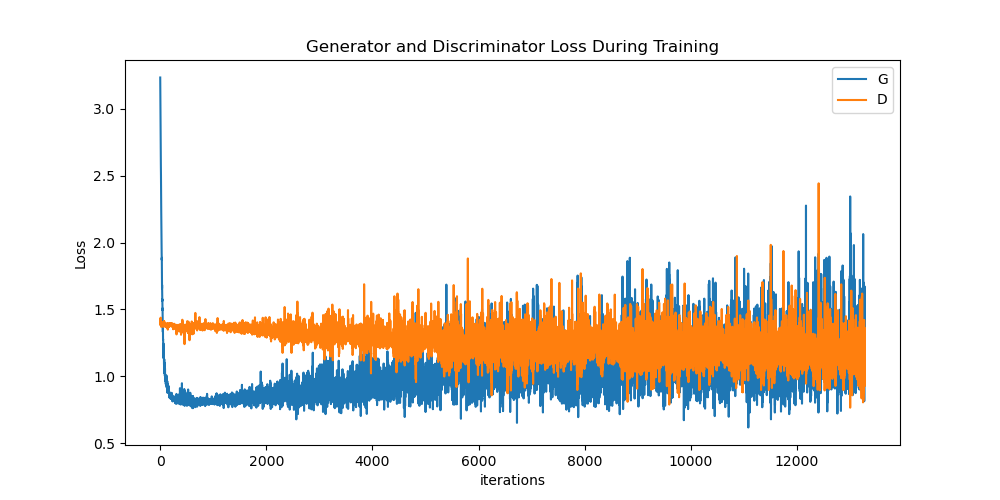 Generator and Discriminator Loss During Training
G
D
3.0
2.5
2.0
1.5
1.0
0.5
Loss
0 2000 4000 6000 8000 10000 12000
iterations